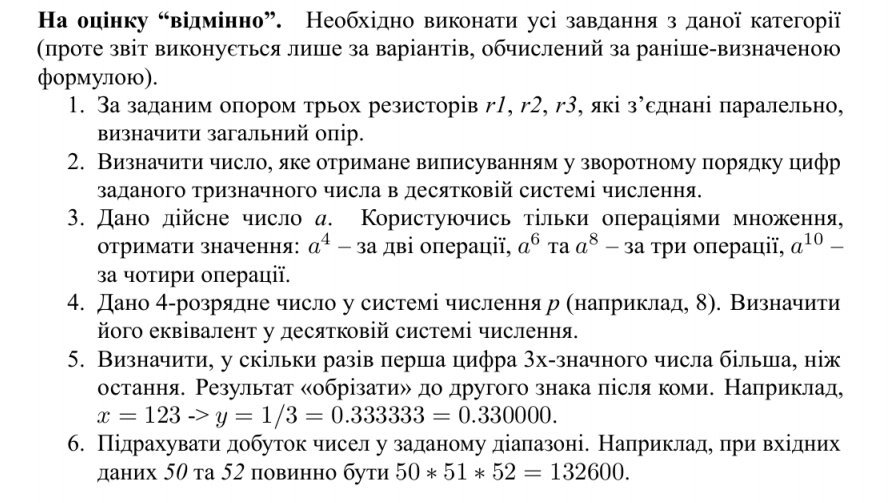 На оцінку “відмінно”. Необхідно виконати усі завдання з даної категорії
(проте звіт виконується лише за варіантів, обчислений за раніше-визначеною
формулою).
1. За заданим опором трьох резисторів r1, r2, r3, які з’єднані паралельно,
визначити загальний опір.
2. Визначити число, яке отримане виписуванням у зворотному порядку цифр
заданого тризначного числа в десятковій системі числення.
3. Дано дійсне число a. Користуючись тільки операціями множення,
отримати значення: a⁴ – за дві операції, a⁶ та a⁸ – за три операції, a¹⁰ –
за чотири операції.
4. Дано 4-розрядне число у системі числення p (наприклад, 8). Визначити
його еквівалент у десятковій системі числення.
5. Визначити, у скільки разів перша цифра 3х-значного числа більша, ніж
остання. Результат «обрізати» до другого знака після коми. Наприклад,
x = 123 -> y = 1/3 = 0.333333 = 0.330000.
6. Підрахувати добуток чисел у заданому діапазоні. Наприклад, при вхідних
даних 50 та 52 повинно бути 50 ∗ 51 ∗ 52 = 132600.